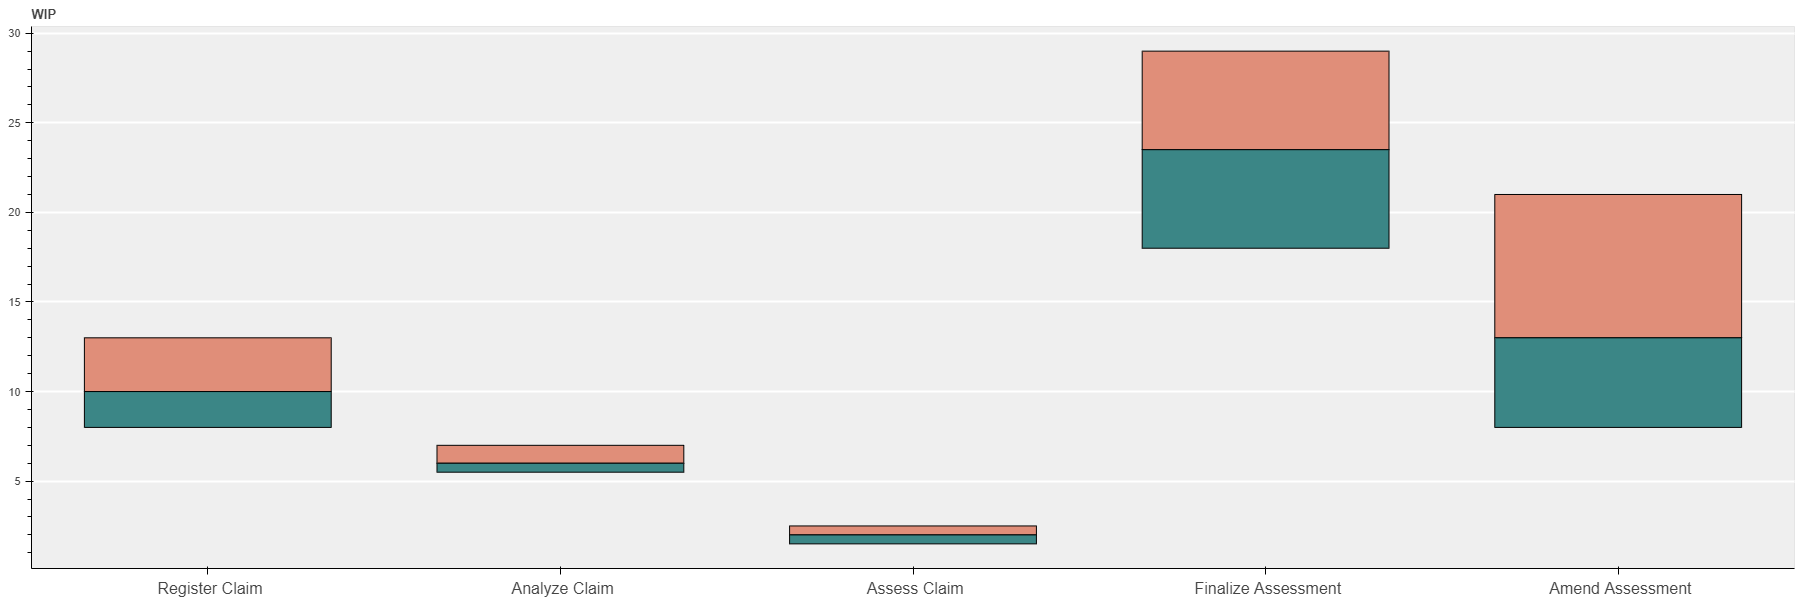 WIP
30
25
20
15
10
5
Register Claim
Analyze Claim
Assess Claim
Finalize Assessment
Amend Assessment